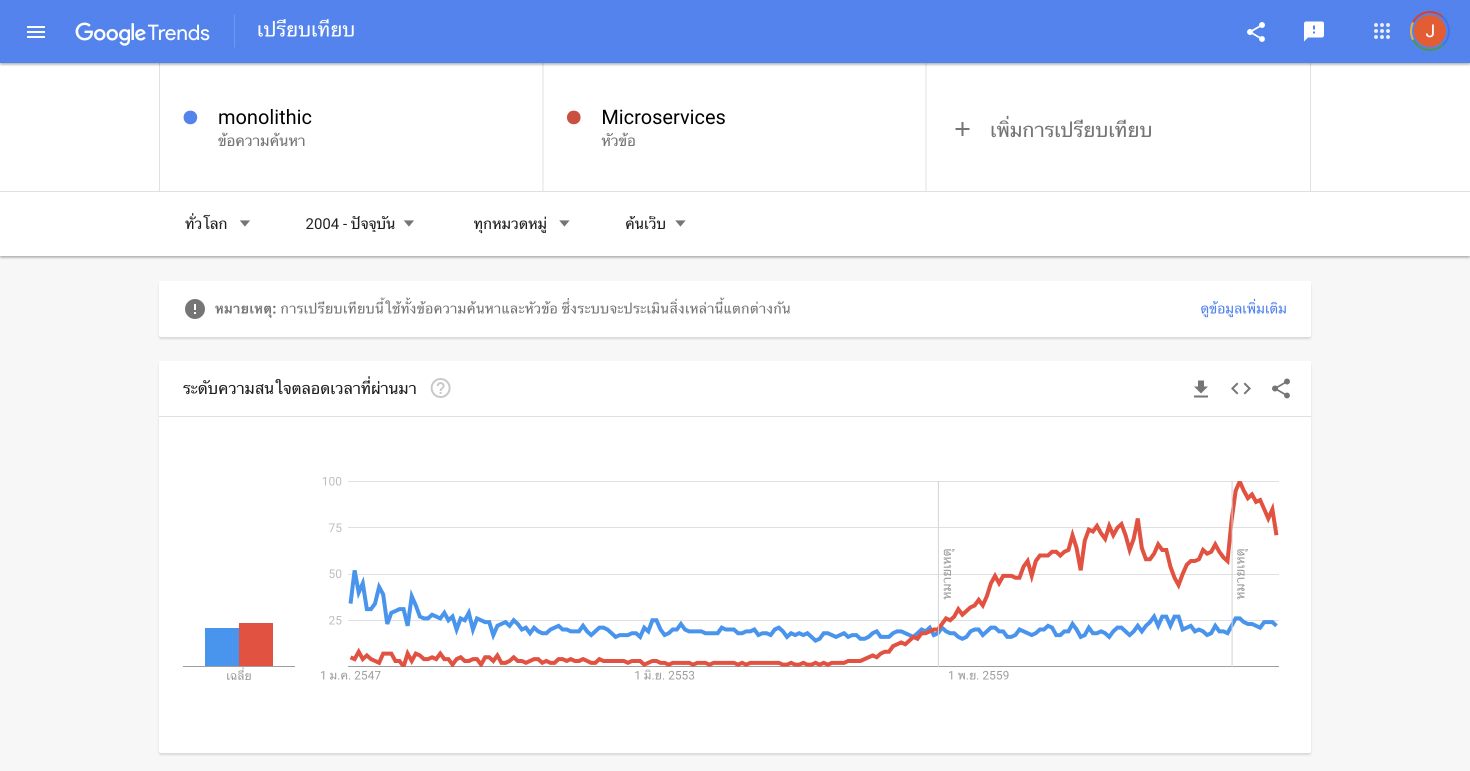 Google Trends เปรียบเทียบ J
monolithic
ข้อความค้นหา
Microservices
หัวข้อ
เพิ่มการเปรียบเทียบ
ทั่วโลก 2004 - ปัจจุบัน ทุกหมวดหมู่ ค้นเว็บ
หมายเหตุ: การเปรียบเทียบนี้ใช้ทั้งข้อความค้นหาและหัวข้อ ซึ่งระบบจะประเมินสิ่งเหล่านี้แตกต่างกัน ดูข้อมูลเพิ่มเติม
ระดับความสนใจตลอดเวลาที่ผ่านมา
100
75
50
25
หมายเหตุ
หมายเหตุ
เฉลี่ย
1 ม.ค. 2547 1 มิ.ย. 2553 1 พ.ย. 2559